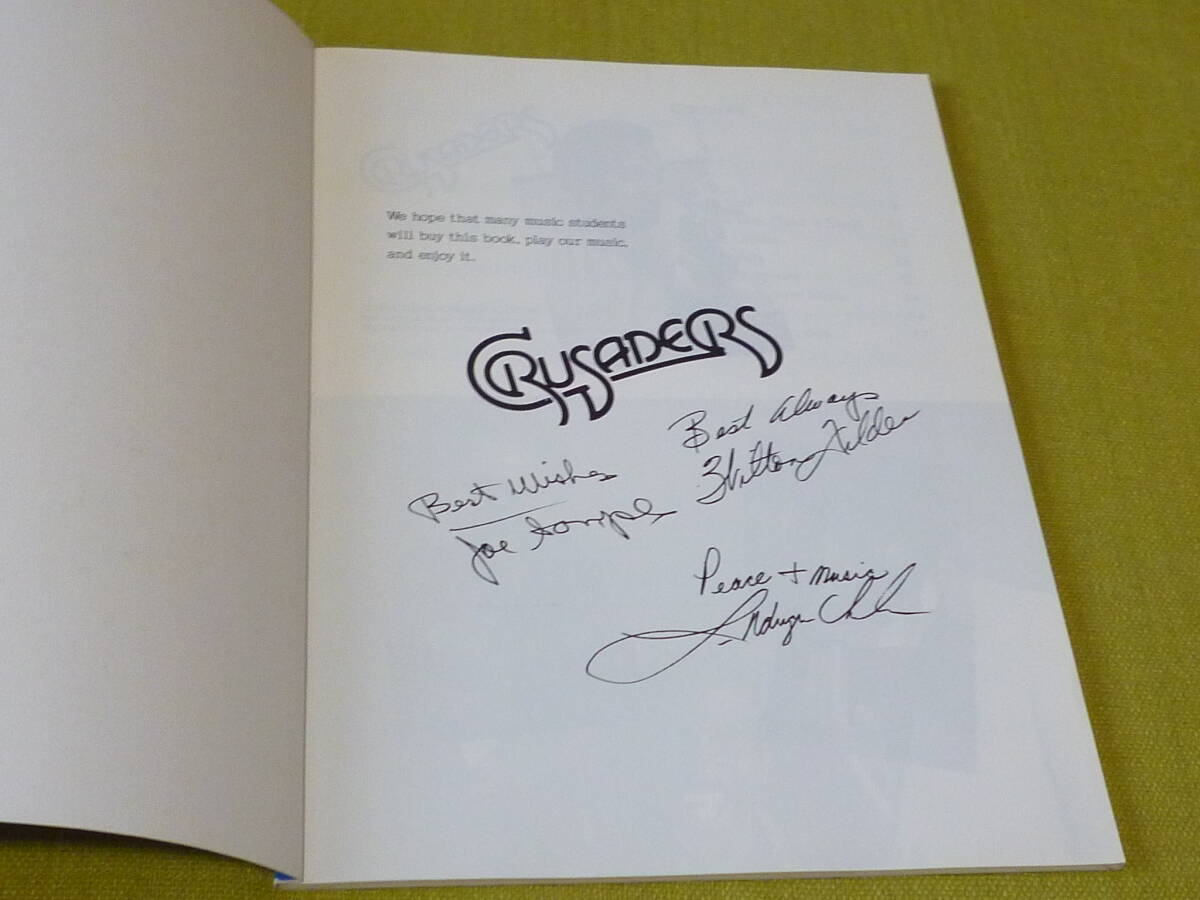 We hope that many music students
will buy this book, play our music,
and enjoy it.
CRUSADERS
Best Always
Wilton Felder
Best Wishes
Joe Sample
Peace + Music
Ndugu